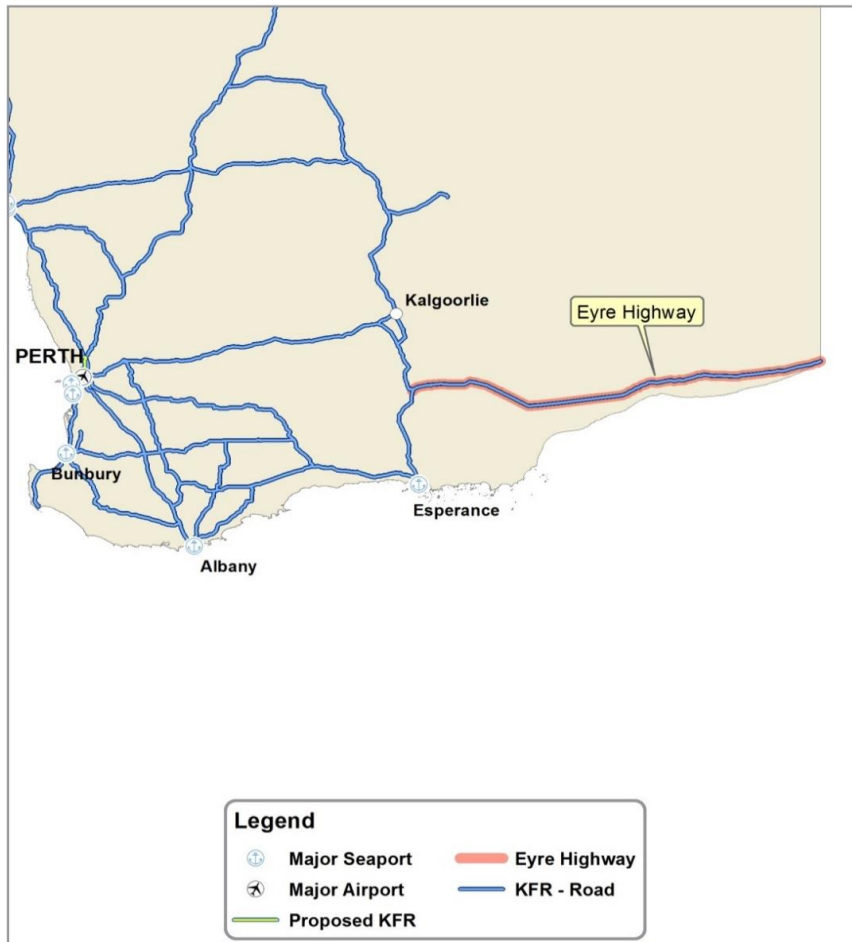 Kalgoorlie
Eyre Highway
PERTH
Bunbury
Esperance
Albany
Legend
Major Seaport
Eyre Highway
Major Airport
KFR - Road
Proposed KFR